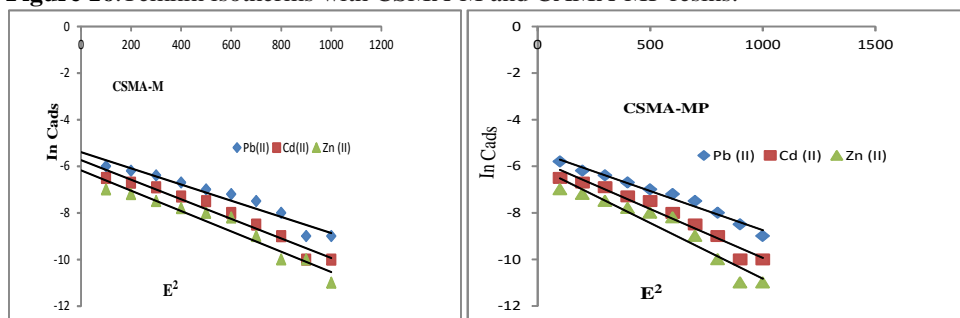 Figure 10.Temkin isotherms with CSMA-M and CAMA-MP resins.
0
0 200 400 600 800 1000 1200
-2
CSMA-M
-4
Pb(II) Cd(II) Zn (II)
-6
-8
-10
-12
ln Cads
E²
0
0 500 1000 1500
-2
CSMA-MP
-4
Pb (II) Cd (II) Zn (II)
-6
-8
-10
-12
ln Cads
E²